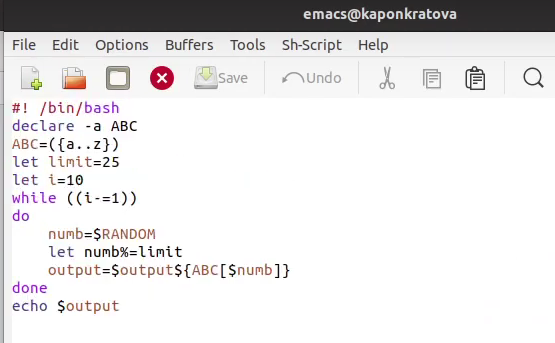 emacs@kaponkratova
File Edit Options Buffers Tools Sh-Script Help
Save Undo
#! /bin/bash
declare -a ABC
ABC=({a..z})
let limit=25
let i=10
while ((i-=1))
do
    numb=$RANDOM
    let numb%=limit
    output=$output${ABC[$numb]}
done
echo $output